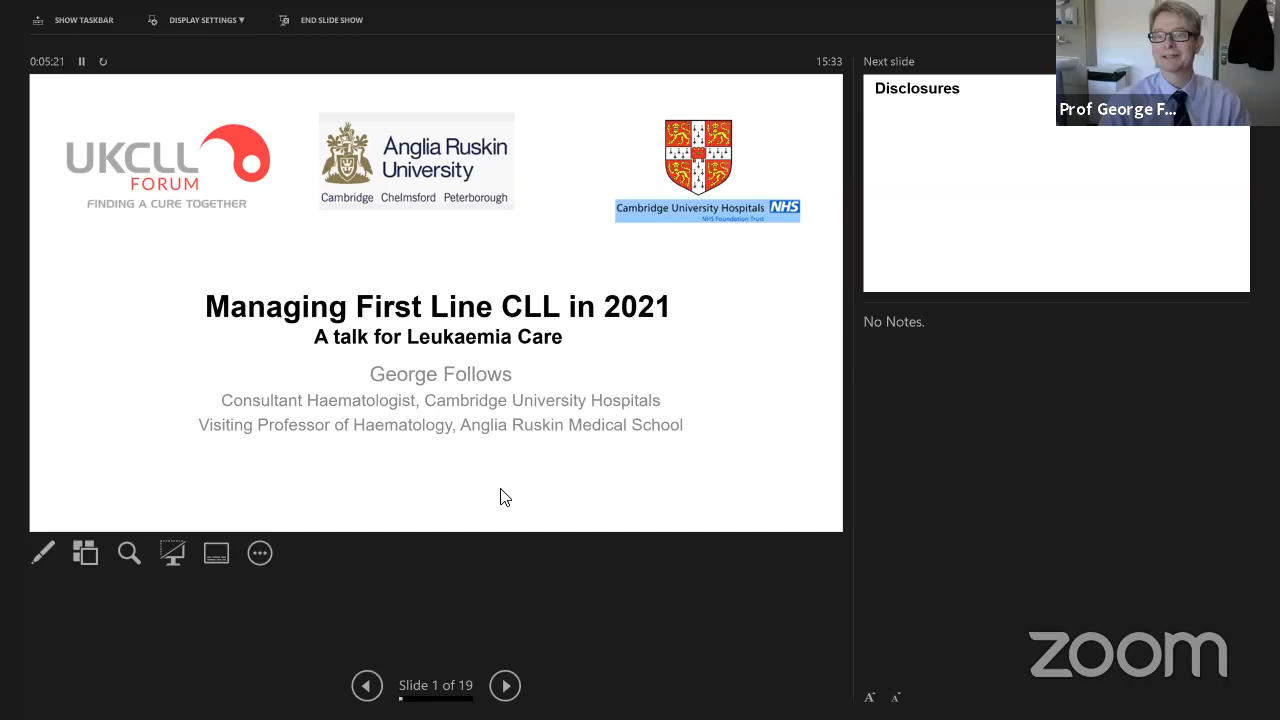 SHOW TASKBAR
DISPLAY SETTINGS ▼
END SLIDE SHOW
0:05:21
15:33
Next slide
Disclosures
Prof George F...
UKCLL
FORUM
FINDING A CURE TOGETHER
Anglia Ruskin
University
Cambridge Chelmsford Peterborough
Cambridge University Hospitals NHS
NHS Foundation Trust
Managing First Line CLL in 2021
A talk for Leukaemia Care
George Follows
Consultant Haematologist, Cambridge University Hospitals
Visiting Professor of Haematology, Anglia Ruskin Medical School
No Notes.
zoom
Slide 1 of 19
A A